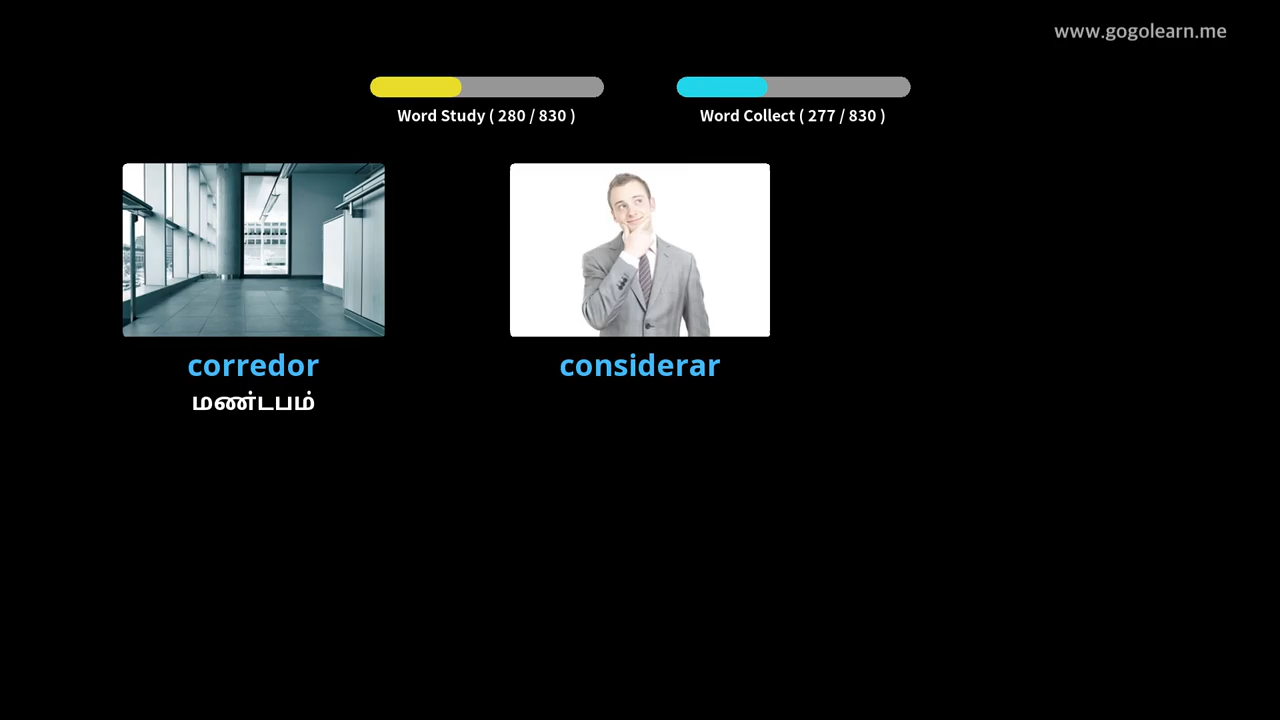 www.gogolearn.me
Word Study ( 280 / 830 )
Word Collect ( 277 / 830 )
corredor
மண்டபம்
considerar